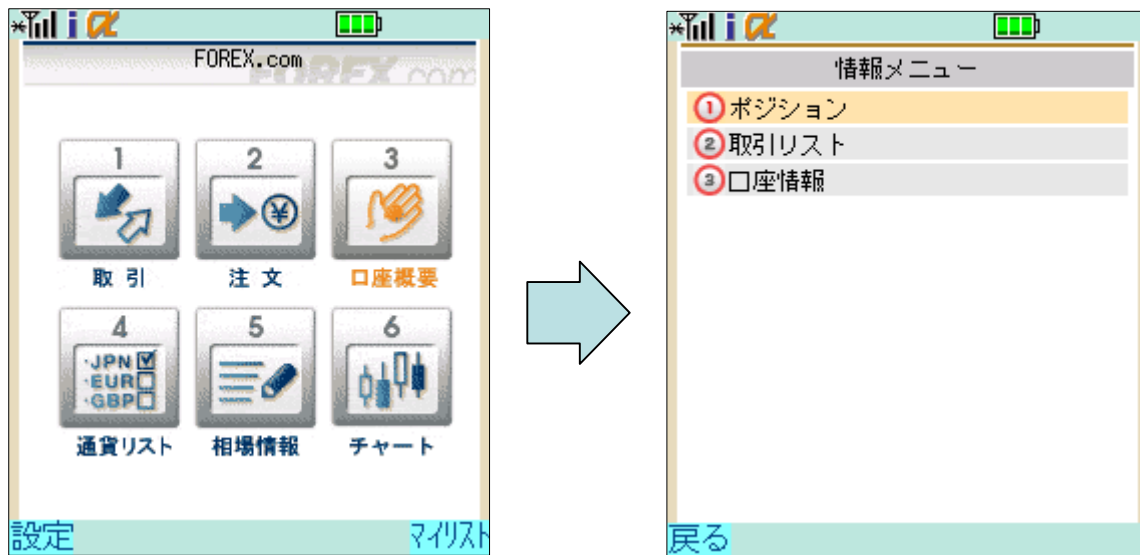 i α
FOREX.com
FOREX.com
1 2 3
取引 注文 口座概要
4 5 6
・JPN
・EUR
・GBP
通貨リスト 相場情報 チャート
設定 マイリスト
i α
情報メニュー
1 ポジション
2 取引リスト
3 口座情報
戻る